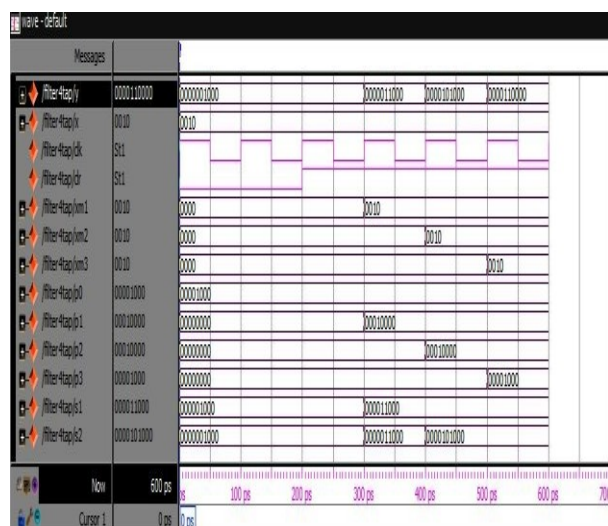 wave - default
Messages
/filter4tap/y 0000110000 0000001000 0000011000 0000101000 0000110000
/filter4tap/x 0010 0010
/filter4tap/clk St1
/filter4tap/clr St1
/filter4tap/xm1 0010 0000 0010
/filter4tap/xm2 0010 0000 0010
/filter4tap/xm3 0010 0000 0010
/filter4tap/p0 00001000 00001000
/filter4tap/p1 00010000 00000000 00010000
/filter4tap/p2 00010000 00000000 00010000
/filter4tap/p3 00001000 00000000 00001000
/filter4tap/s1 000011000 000001000 000011000
/filter4tap/s2 0000101000 0000001000 0000011000 0000101000
Now 600 ps ps 100 ps 200 ps 300 ps 400 ps 500 ps 600 ps 700
Cursor 1 0 ps 0 ps